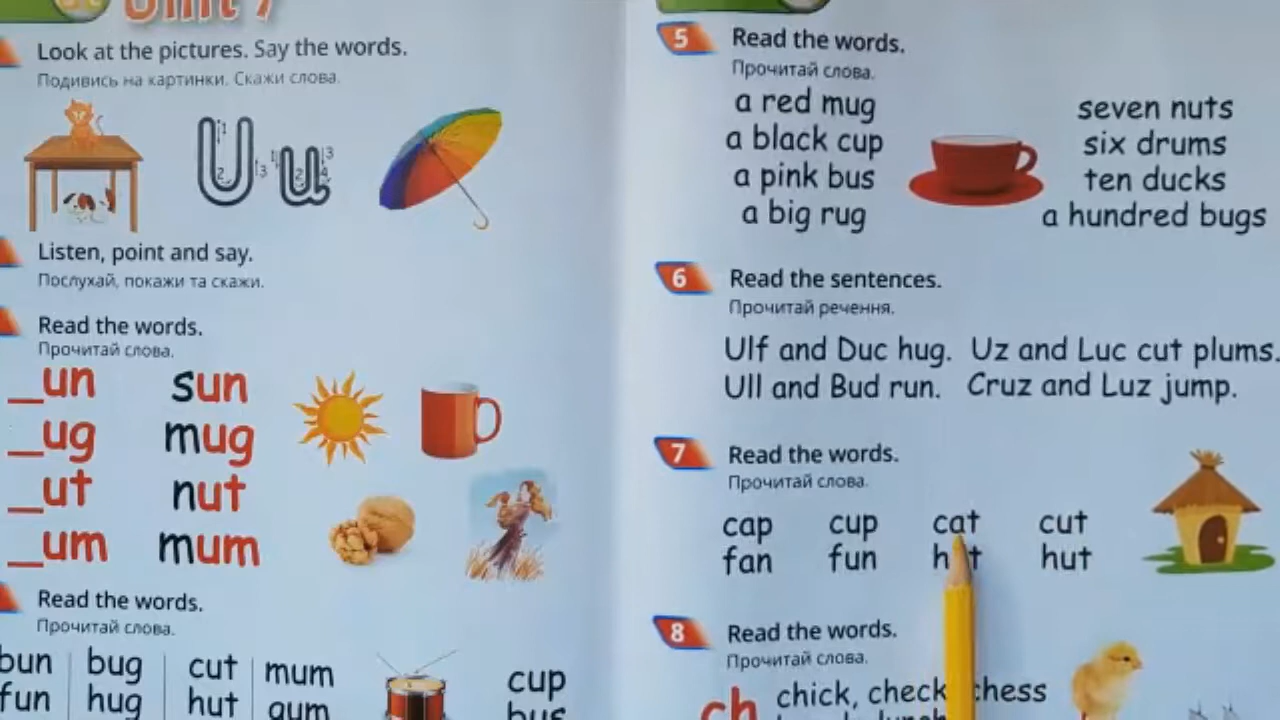 Unit 7
Look at the pictures. Say the words.
Подивись на картинки. Скажи слова.
Uu
Listen, point and say.
Послухай, покажи та скажи.
Read the words.
Прочитай слова.
_un sun
_ug mug
_ut nut
_um mum
Read the words.
Прочитай слова.
bun bug cut mum cup
fun hug hut gum bus
5 Read the words.
Прочитай слова.
a red mug seven nuts
a black cup six drums
a pink bus ten ducks
a big rug a hundred bugs
6 Read the sentences.
Прочитай речення.
Ulf and Duc hug. Uz and Luc cut plums.
Ull and Bud run. Cruz and Luz jump.
7 Read the words.
Прочитай слова.
cap cup cat cut
fan fun hut
8 Read the words.
Прочитай слова.
ch chick, check, chess